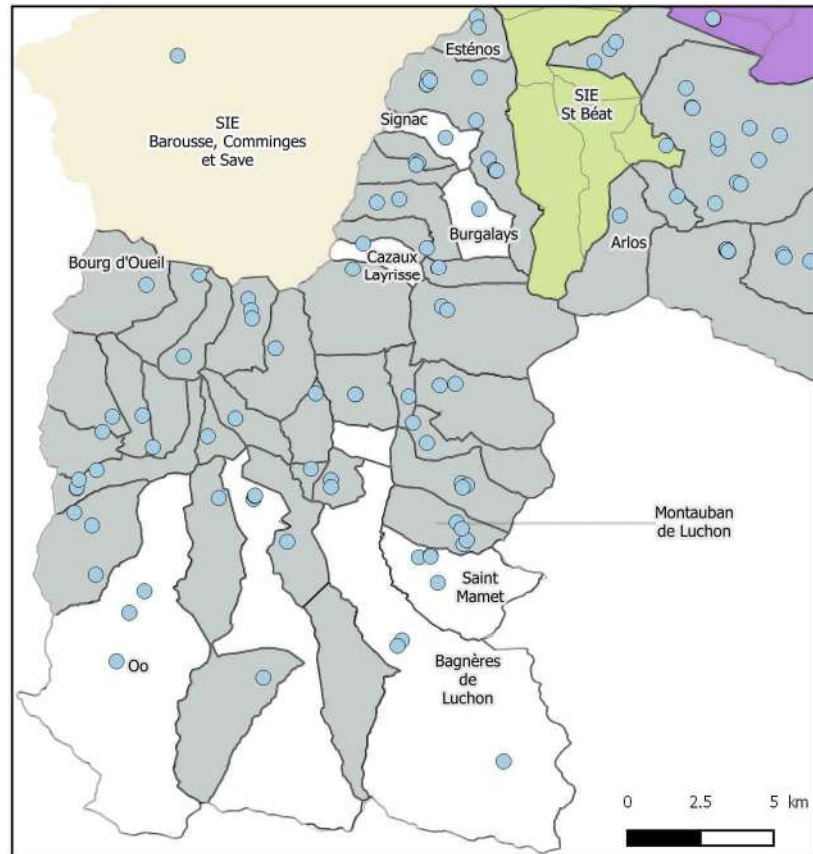 Esténos
SIE
St Béat
Signac
SIE
Barousse, Comminges
et Save
Burgalays
Arlos
Bourg d'Oueil
Cazaux
Layrisse
Montauban
de Luchon
Saint
Mamet
Oo
Bagnères
de
Luchon
0 2.5 5 km